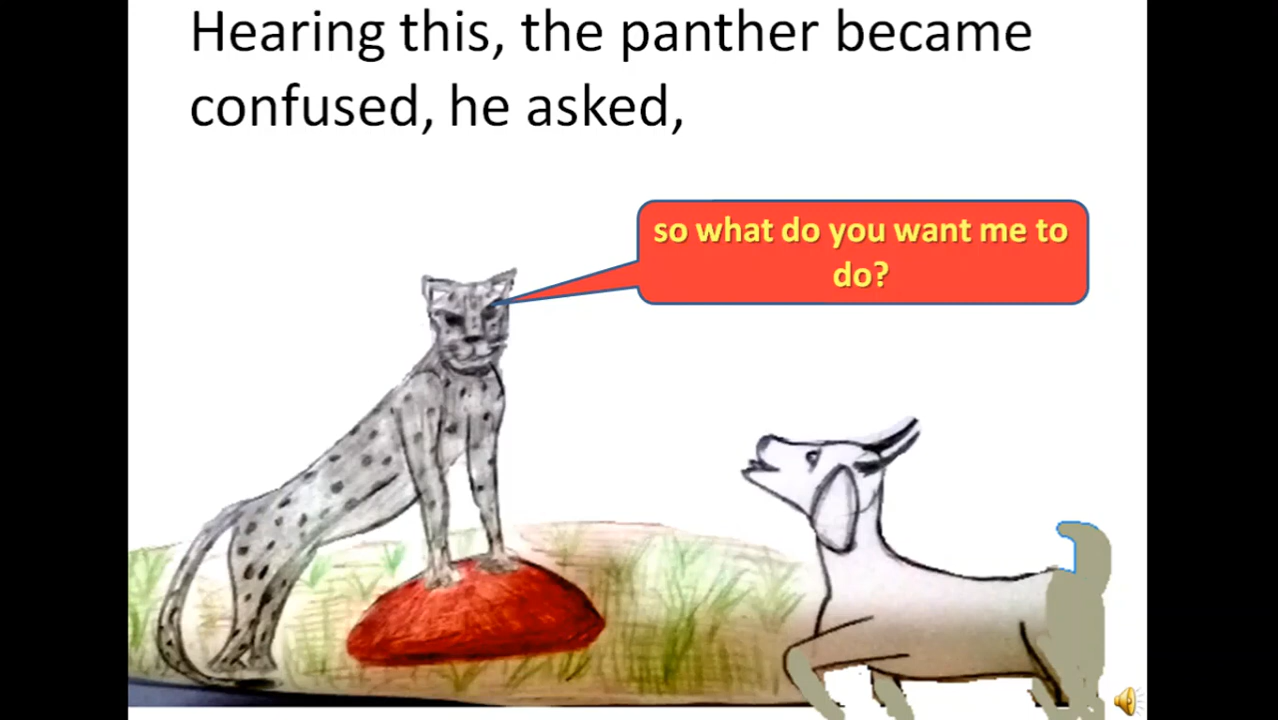 Hearing this, the panther became
confused, he asked,
so what do you want me to
do?